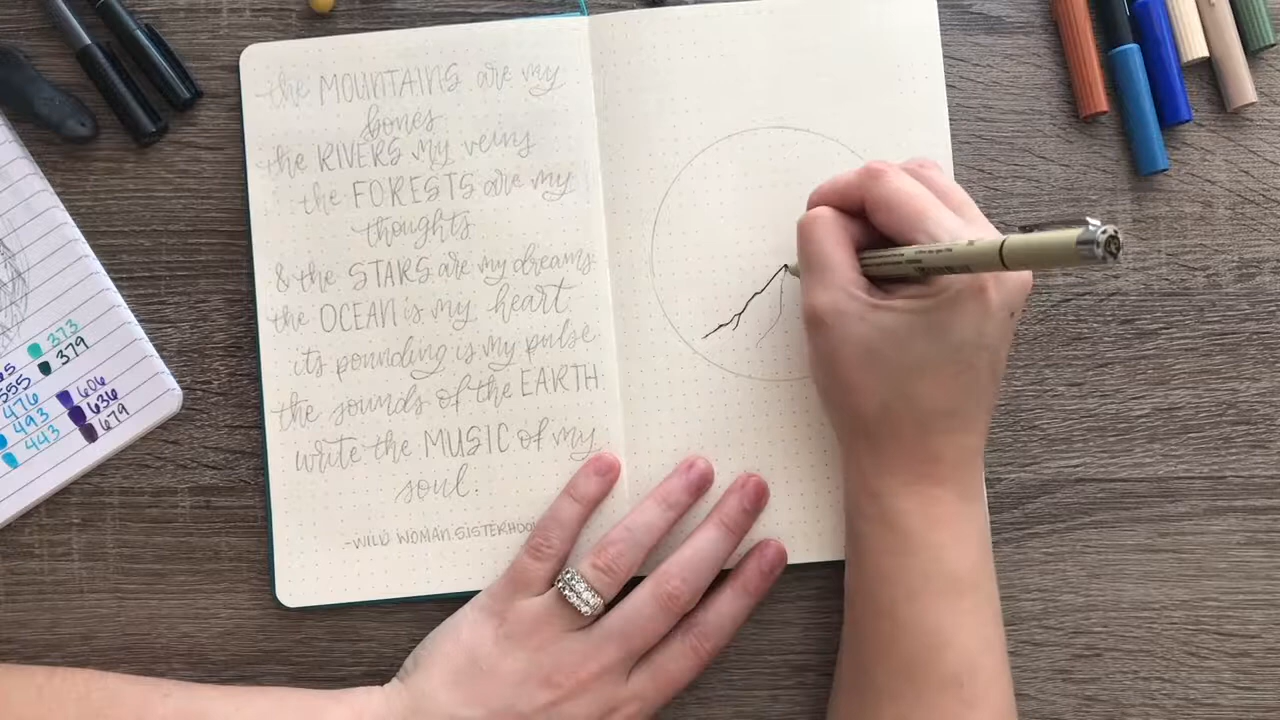 the MOUNTAINS are my
bones
the RIVERS my veins
the FORESTS are my
thoughts
& the STARS are my dreams
the OCEAN is my heart
its pounding is my pulse
the sounds of the EARTH
write the MUSIC of my
soul.
-WILD WOMAN SISTERHOOD
373
379
555
476
493
443
606
636
679